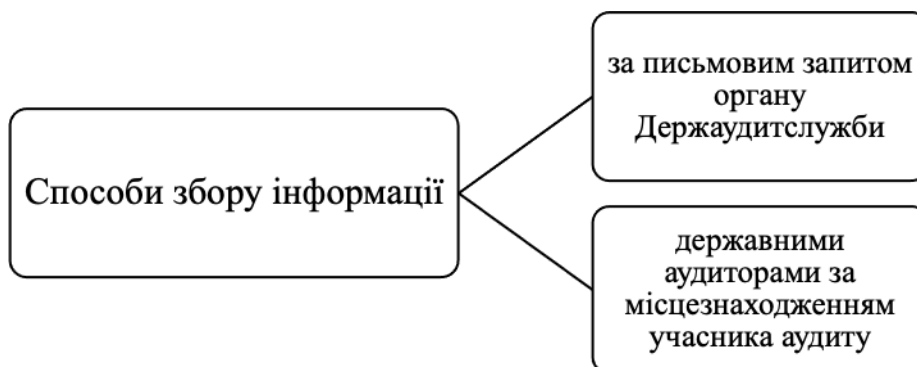 Способи збору інформації
за письмовим запитом
органу
Держаудитслужби
державними
аудиторами за
місцезнаходженням
учасника аудиту